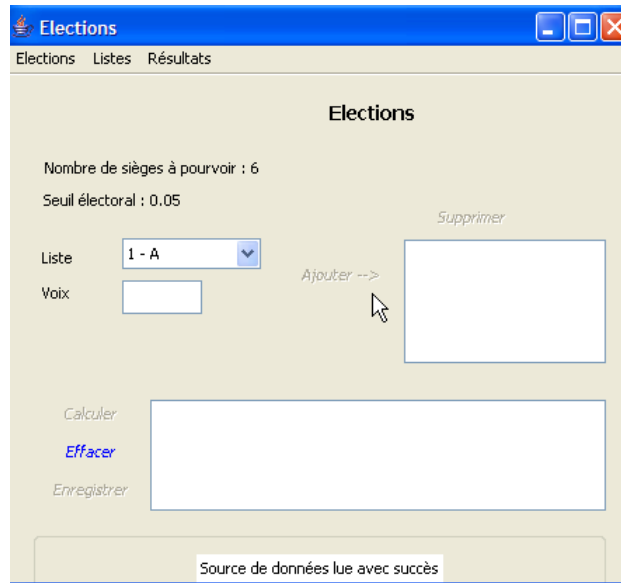 Elections
Elections Listes Résultats
Elections
Nombre de sièges à pourvoir : 6
Seuil électoral : 0.05
Supprimer
Liste 1 - A
Ajouter -->
Voix
Calculer
Effacer
Enregistrer
Source de données lue avec succès